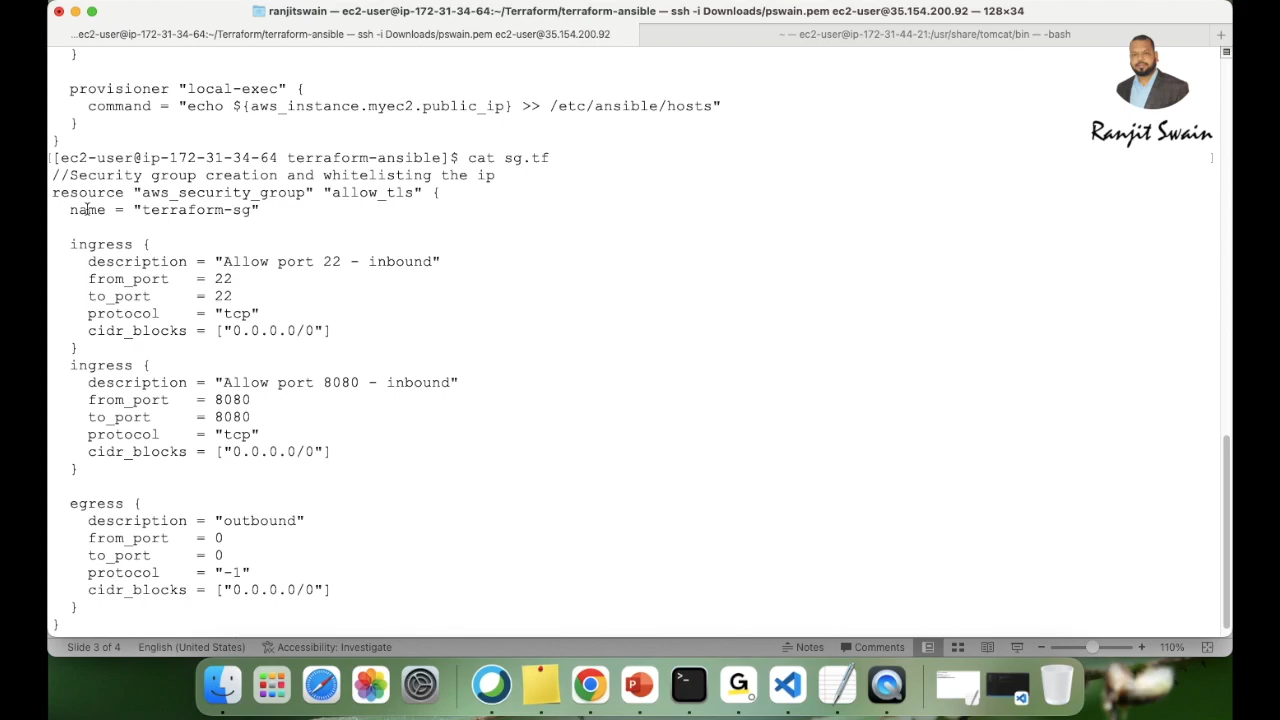 ranjitswain — ec2-user@ip-172-31-34-64:~/Terraform/terraform-ansible — ssh -i Downloads/pswain.pem ec2-user@35.154.200.92 — 128×34
...ec2-user@ip-172-31-34-64:~/Terraform/terraform-ansible — ssh -i Downloads/pswain.pem ec2-user@35.154.200.92
~ — ec2-user@ip-172-31-44-21:/usr/share/tomcat/bin — -bash +
}
provisioner "local-exec" {
command = "echo ${aws_instance.myec2.public_ip} >> /etc/ansible/hosts"
}
}
Ranjit Swain
[[ec2-user@ip-172-31-34-64 terraform-ansible]$ cat sg.tf ]
//Security group creation and whitelisting the ip
resource "aws_security_group" "allow_tls" {
name = "terraform-sg"
ingress {
description = "Allow port 22 - inbound"
from_port = 22
to_port = 22
protocol = "tcp"
cidr_blocks = ["0.0.0.0/0"]
}
ingress {
description = "Allow port 8080 - inbound"
from_port = 8080
to_port = 8080
protocol = "tcp"
cidr_blocks = ["0.0.0.0/0"]
}
egress {
description = "outbound"
from_port = 0
to_port = 0
protocol = "-1"
cidr_blocks = ["0.0.0.0/0"]
}
}
Slide 3 of 4 English (United States) Accessibility: Investigate Notes Comments − + 110%